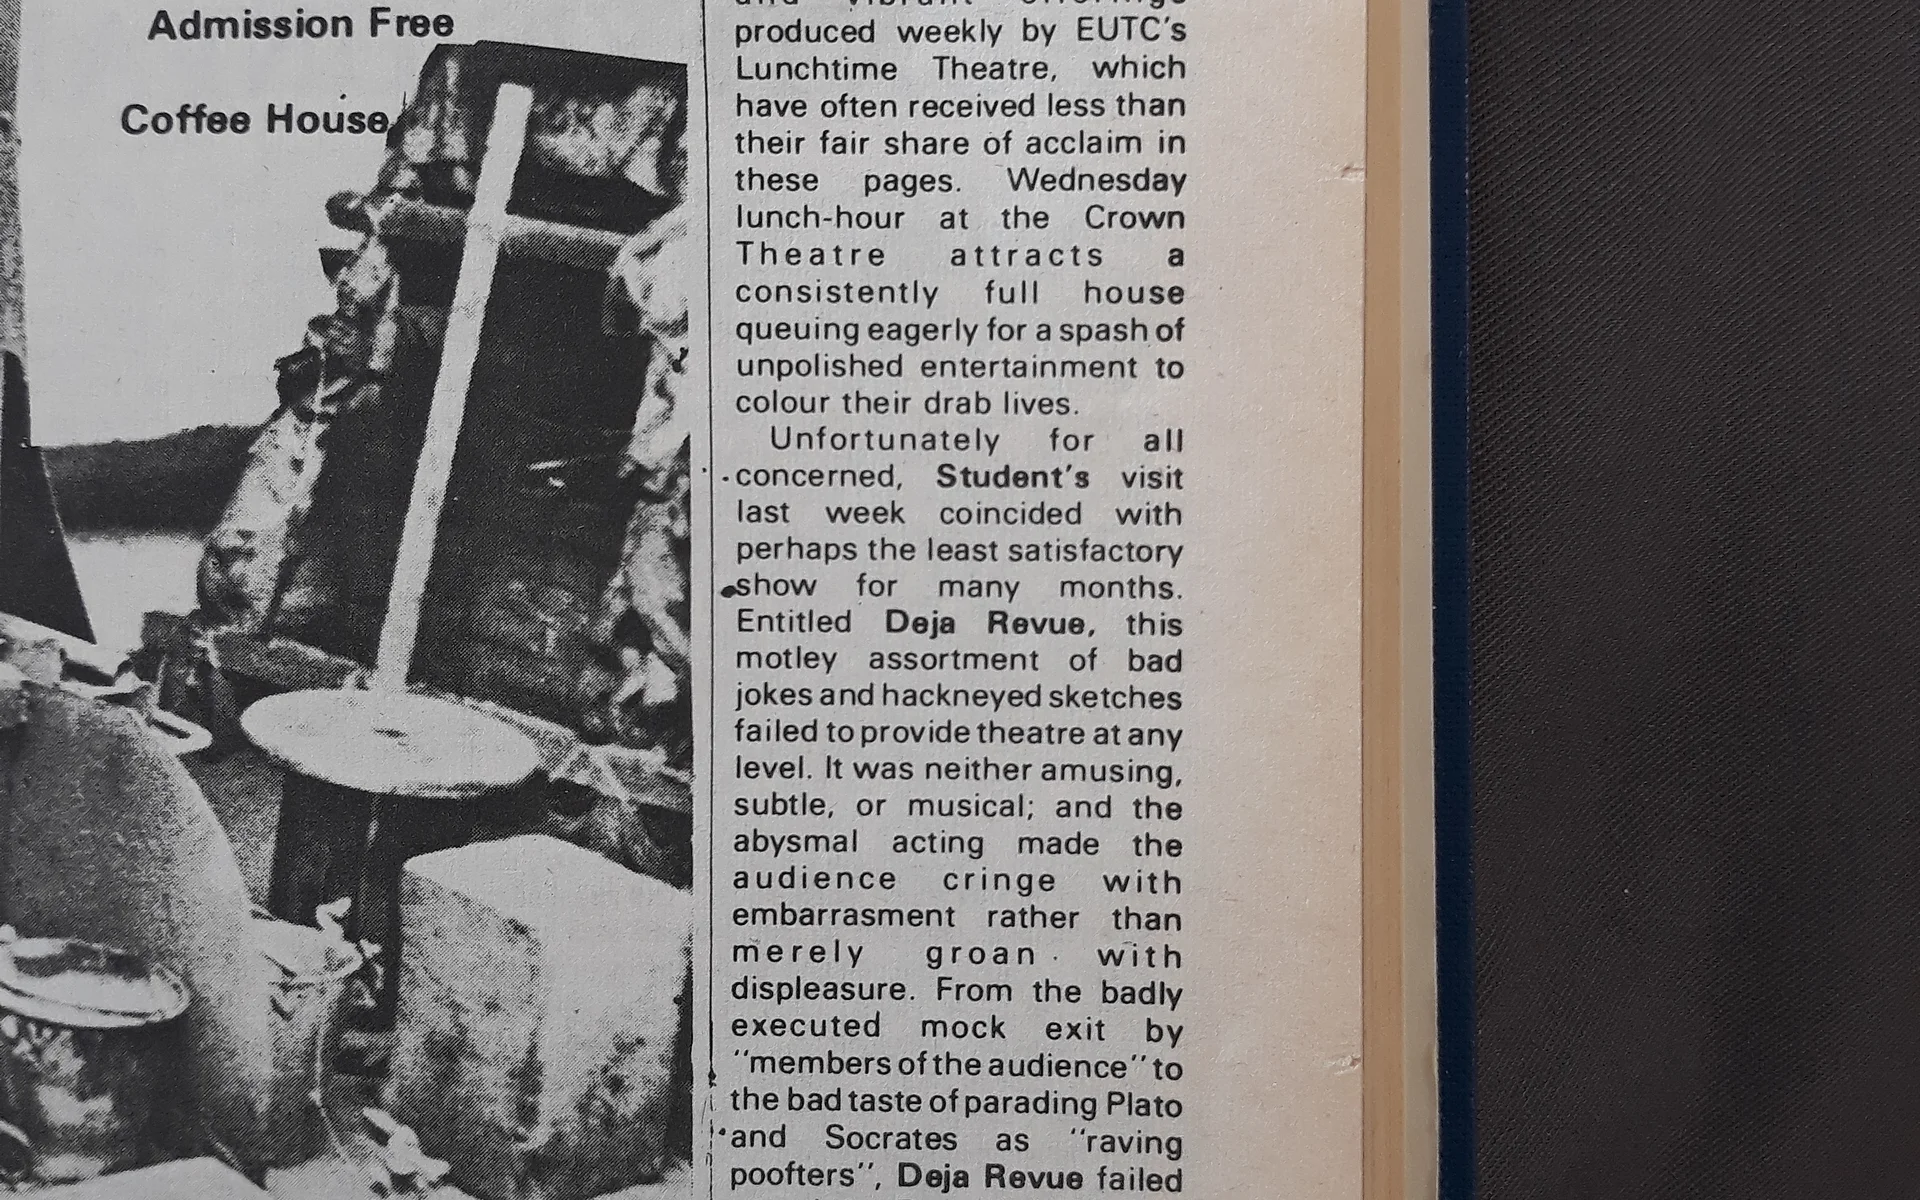 Admission Free
Coffee House
and vibrant offerings
produced weekly by EUTC's
Lunchtime Theatre, which
have often received less than
their fair share of acclaim in
these pages. Wednesday
lunch-hour at the Crown
Theatre attracts a
consistently full house
queuing eagerly for a spash of
unpolished entertainment to
colour their drab lives.
Unfortunately for all
concerned, Student's visit
last week coincided with
perhaps the least satisfactory
show for many months.
Entitled Deja Revue, this
motley assortment of bad
jokes and hackneyed sketches
failed to provide theatre at any
level. It was neither amusing,
subtle, or musical; and the
abysmal acting made the
audience cringe with
embarrasment rather than
merely groan with
displeasure. From the badly
executed mock exit by
"members of the audience" to
the bad taste of parading Plato
and Socrates as "raving
poofters", Deja Revue failed